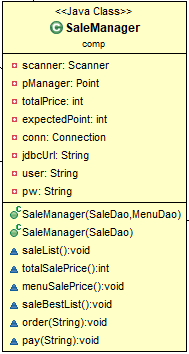 <<Java Class>>
SaleManager
comp
scanner: Scanner
pManager: Point
totalPrice: int
expectedPoint: int
conn: Connection
jdbcUrl: String
user: String
pw: String
SaleManager(SaleDao,MenuDao)
SaleManager(SaleDao)
saleList():void
totalSalePrice():int
menuSalePrice():void
saleBestList():void
order(String):void
pay(String):void